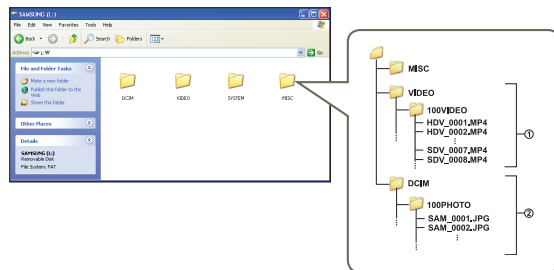 SAMSUNG (L:)
File Edit View Favorites Tools Help
Back Search Folders
Address L:\ Go
File and Folder Tasks
Make a new folder
Publish this folder to the Web
Share this folder
Other Places
Details
SAMSUNG (L:)
Removable Disk
File System: FAT
DCIM VIDEO SYSTEM MISC
MISC
VIDEO
100VIDEO
HDV_0001.MP4
HDV_0002.MP4
SDV_0007.MP4
SDV_0008.MP4
①
DCIM
100PHOTO
SAM_0001.JPG
SAM_0002.JPG
②